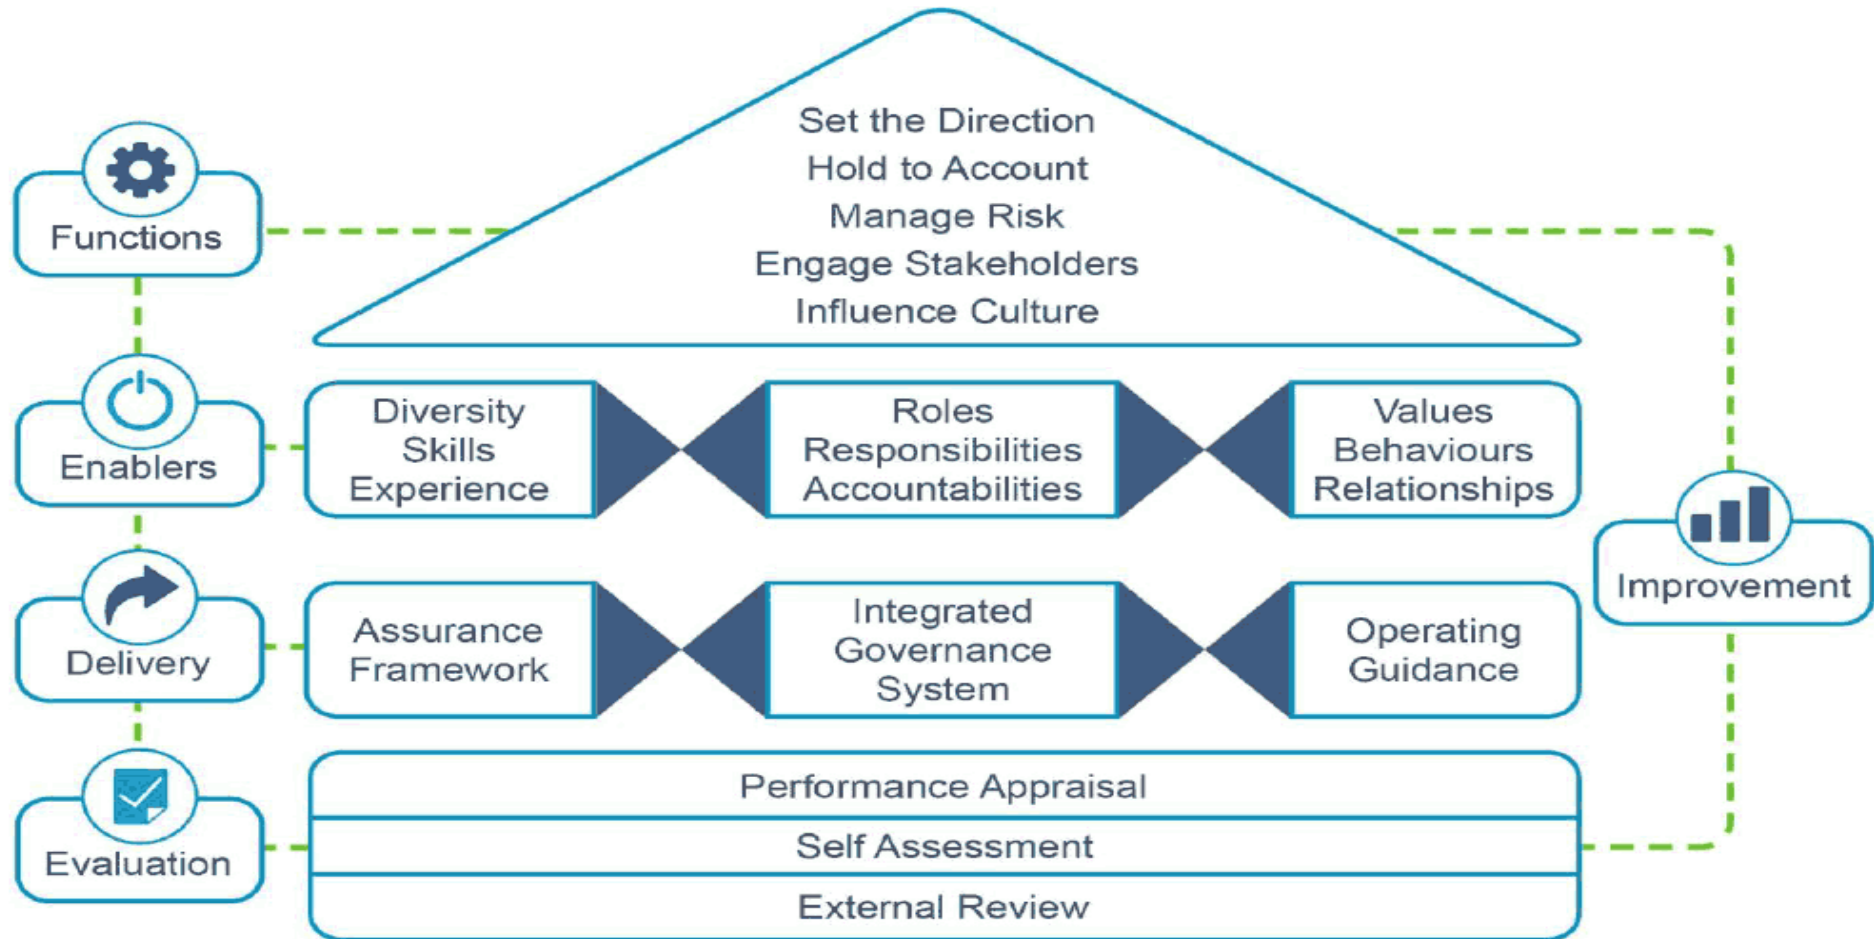 Set the Direction
Hold to Account
Manage Risk
Engage Stakeholders
Influence Culture
Functions
Diversity
Skills
Experience
Roles
Responsibilities
Accountabilities
Values
Behaviours
Relationships
Enablers
Improvement
Assurance
Framework
Integrated
Governance
System
Operating
Guidance
Delivery
Performance Appraisal
Self Assessment
External Review
Evaluation